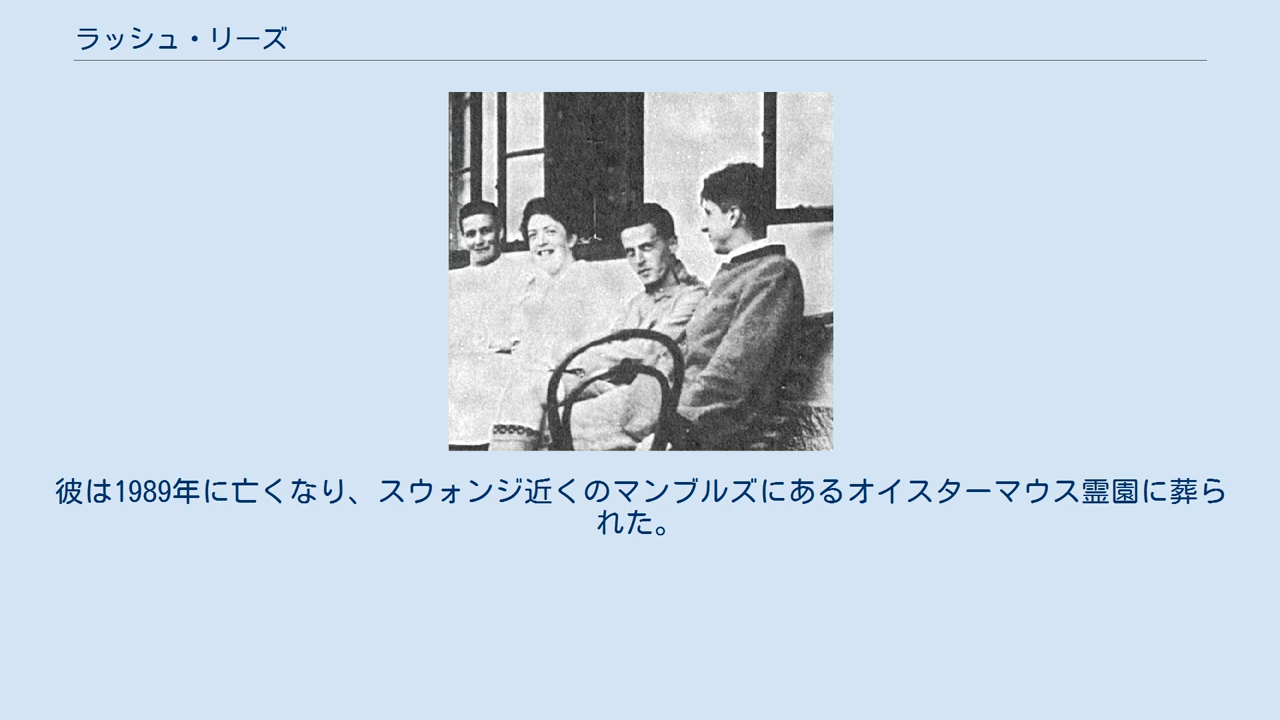 ラッシュ・リーズ
彼は1989年に亡くなり、スウォンジ近くのマンブルズにあるオイスターマウス霊園に葬ら
れた。